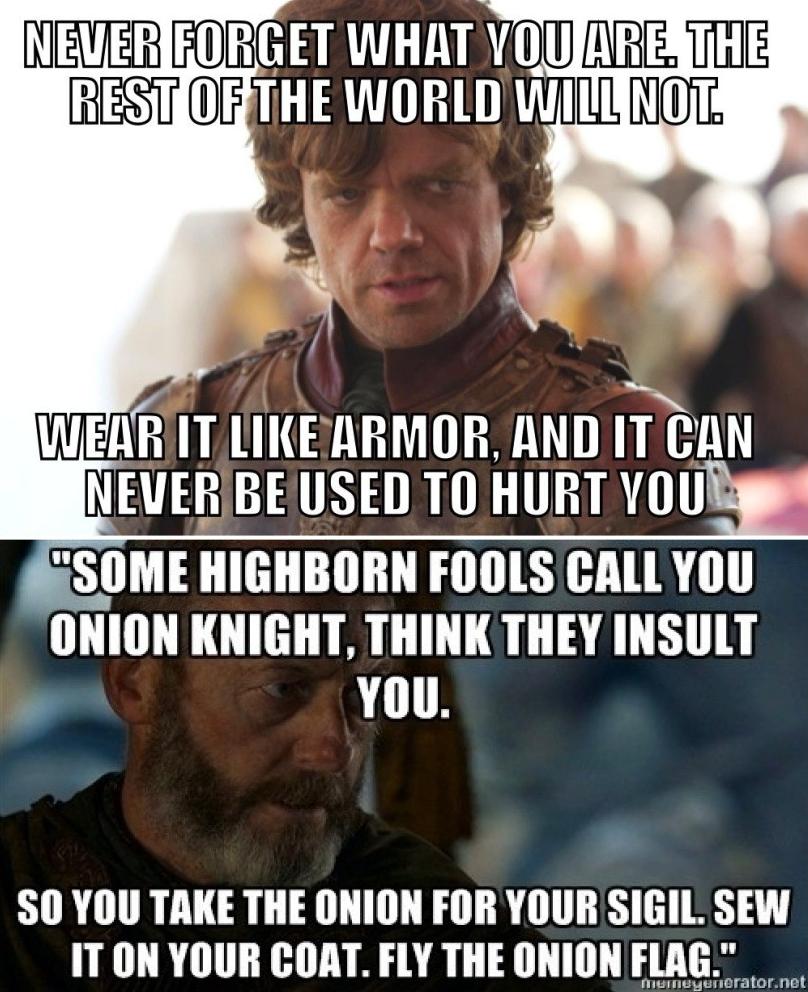 NEVER FORGET WHAT YOU ARE. THE
REST OF THE WORLD WILL NOT.
WEAR IT LIKE ARMOR, AND IT CAN
NEVER BE USED TO HURT YOU
"SOME HIGHBORN FOOLS CALL YOU
ONION KNIGHT, THINK THEY INSULT
YOU.
SO YOU TAKE THE ONION FOR YOUR SIGIL. SEW
IT ON YOUR COAT. FLY THE ONION FLAG."
memegenerator.net